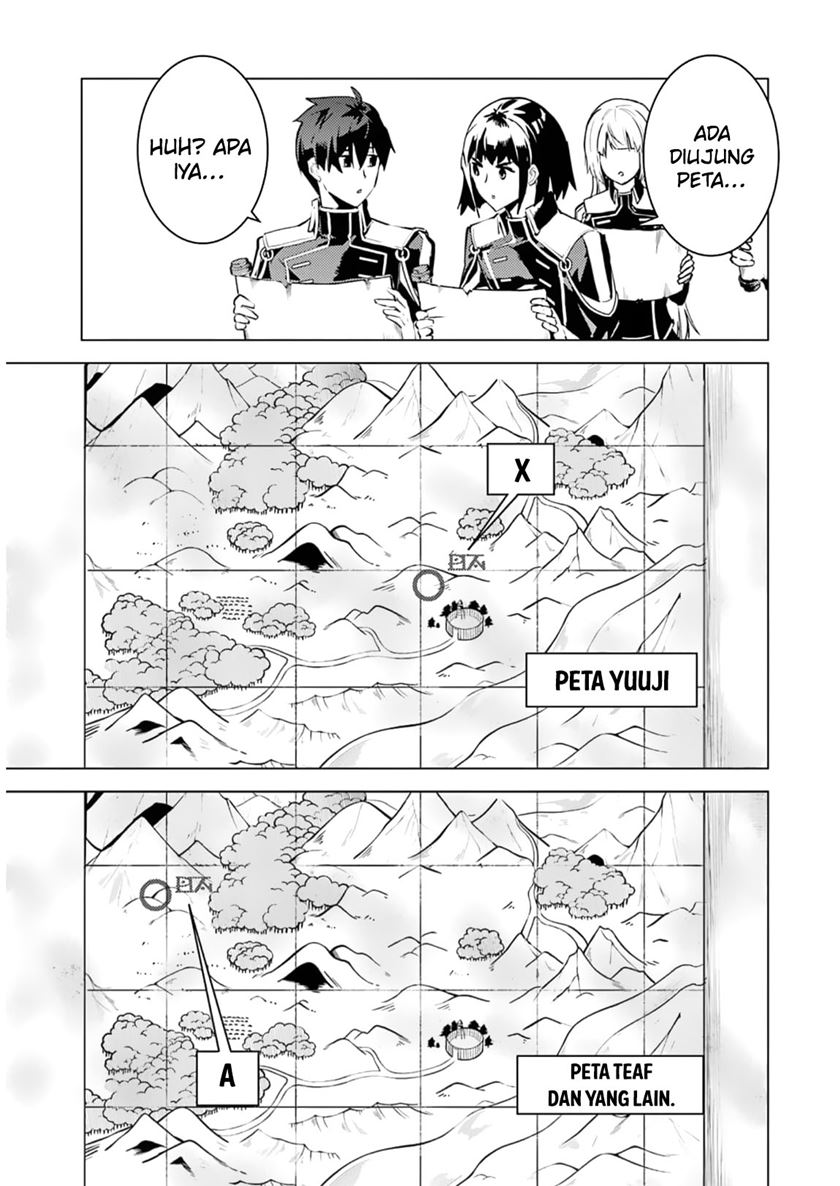 ADA
DIUJUNG
PETA...
HUH? APA
IYA...
X
PETA YUUJI
A
PETA TEAF
DAN YANG LAIN.